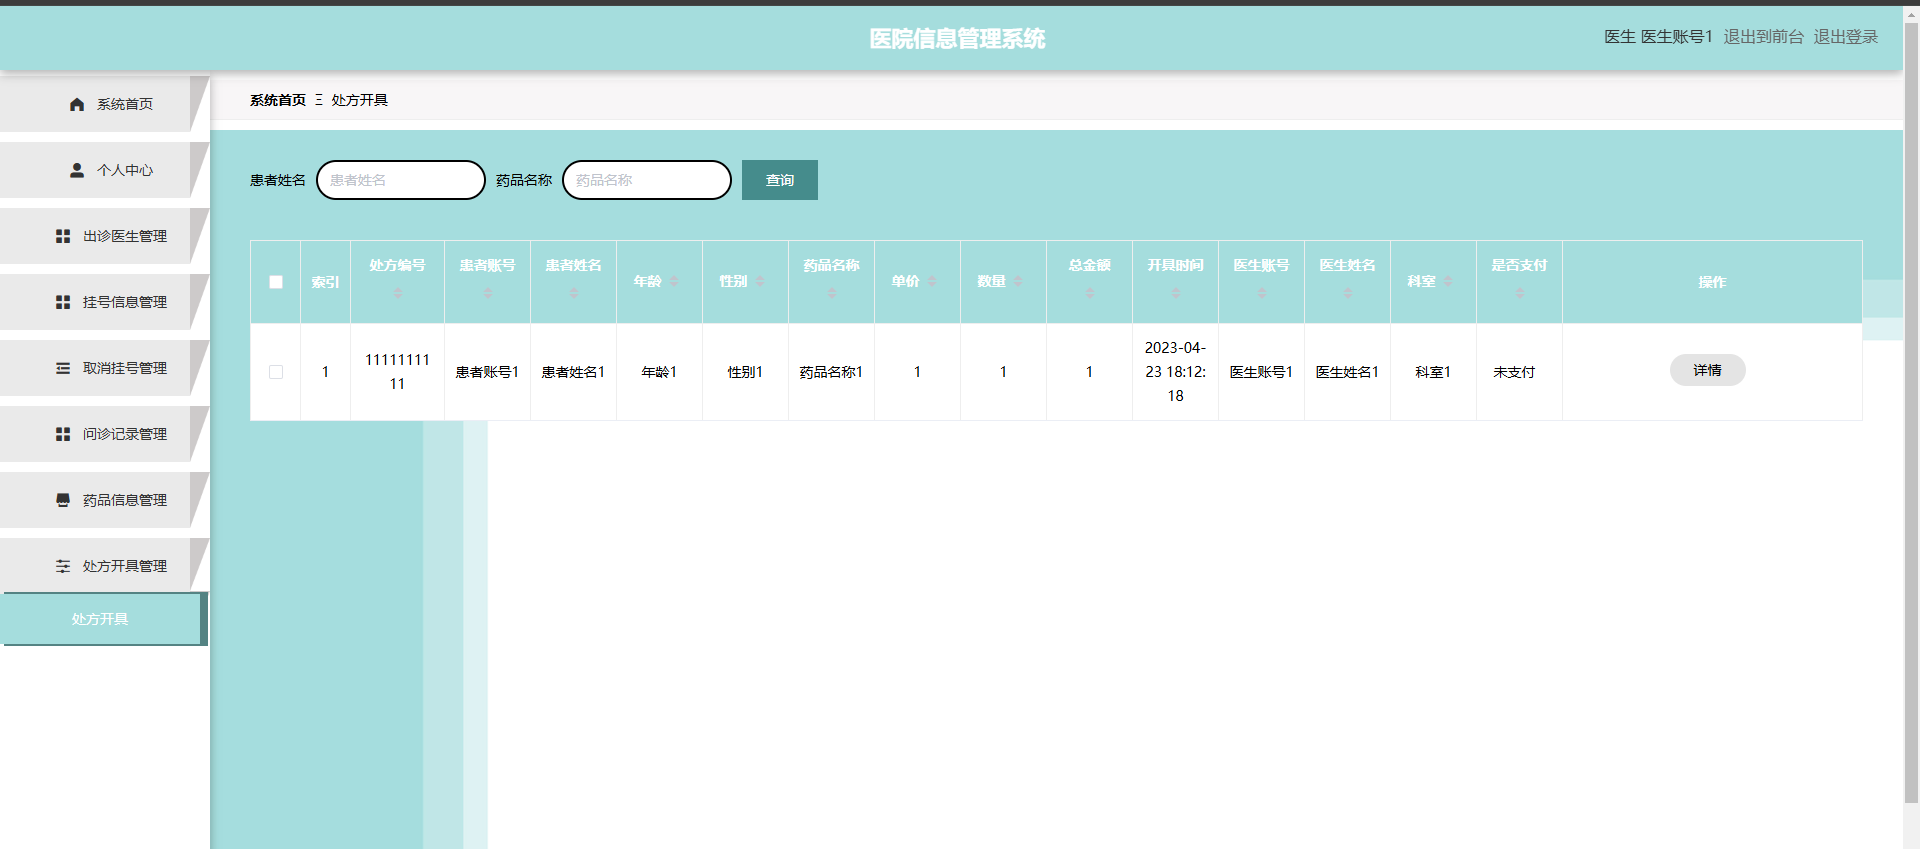 医院信息管理系统
医生 医生账号1 退出到前台 退出登录
系统首页
个人中心
出诊医生管理
挂号信息管理
取消挂号管理
问诊记录管理
药品信息管理
处方开具管理
处方开具
系统首页 Ξ 处方开具
患者姓名 患者姓名 药品名称 药品名称 查询
索引 处方编号 患者账号 患者姓名 年龄 性别 药品名称 单价 数量 总金额 开具时间 医生账号 医生姓名 科室 是否支付 操作
1 1111111111 患者账号1 患者姓名1 年龄1 性别1 药品名称1 1 1 1 2023-04-23 18:12:18 医生账号1 医生姓名1 科室1 未支付 详情